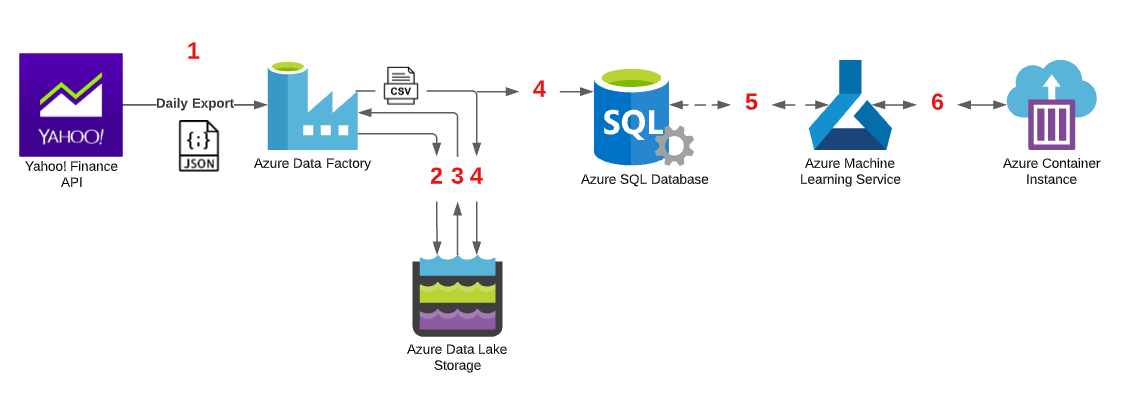 1
YAHOO!
Daily Export
{;}
JSON
Yahoo! Finance
API
Azure Data Factory
CSV
4
2 3 4
Azure Data Lake
Storage
SQL
Azure SQL Database
5
Azure Machine
Learning Service
6
Azure Container
Instance